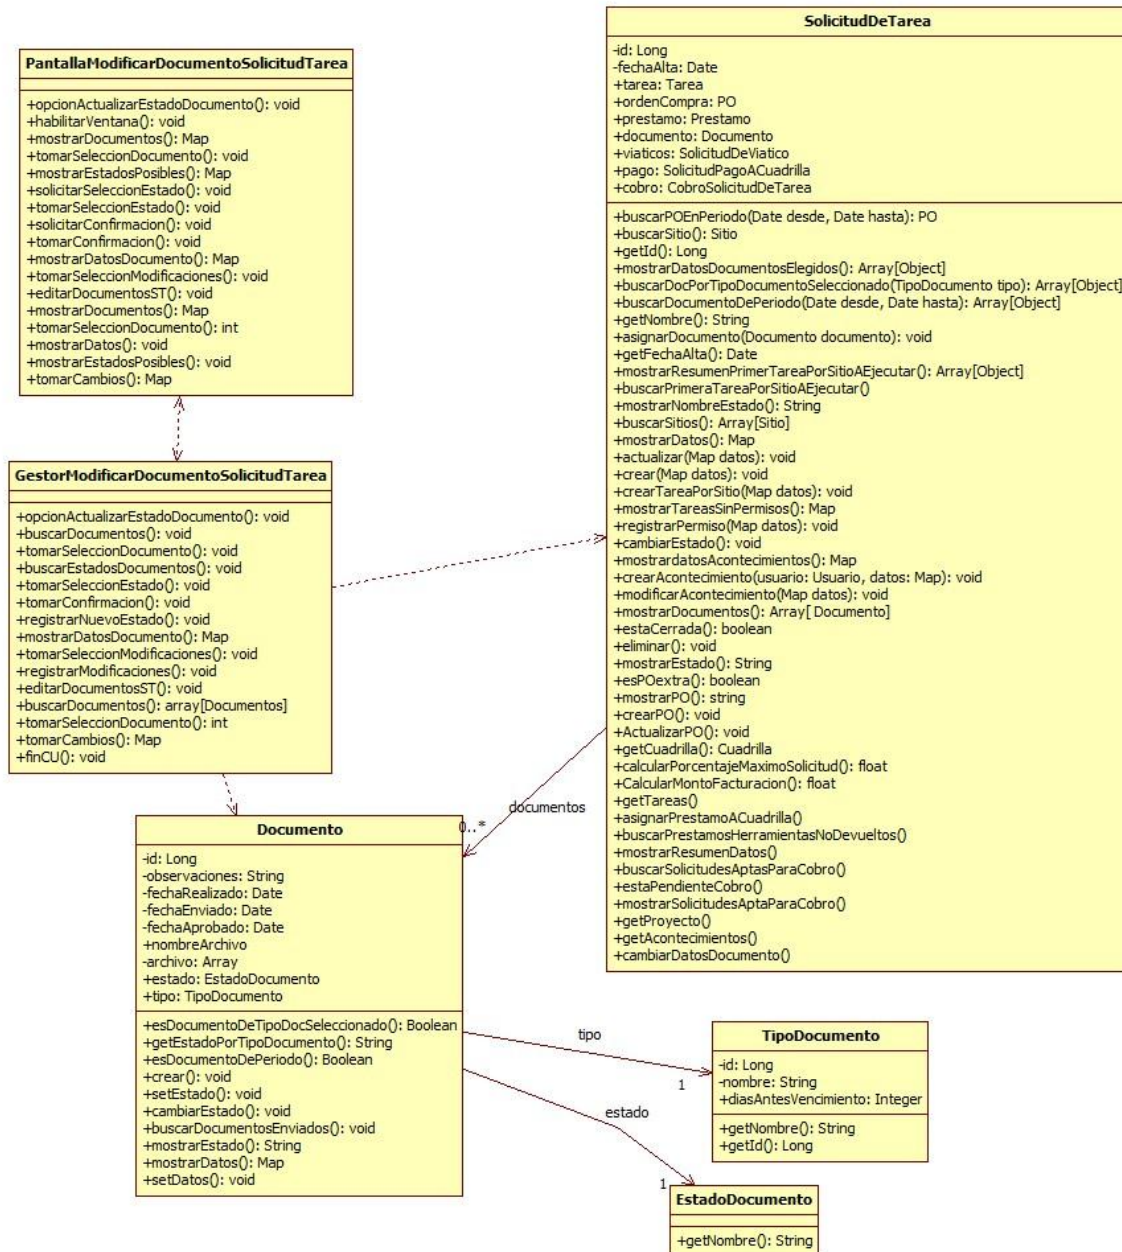 PantallaModificarDocumentoSolicitudTarea
+opcionActualizarEstadoDocumento(): void
+habilitarVentana(): void
+mostrarDocumentos(): Map
+tomarSeleccionDocumento(): void
+mostrarEstadosPosibles(): Map
+solicitarSeleccionEstado(): void
+tomarSeleccionEstado(): void
+solicitarConfirmacion(): void
+tomarConfirmacion(): void
+mostrarDatosDocumento(): Map
+tomarSeleccionModificaciones(): void
+editarDocumentosST(): void
+mostrarDocumentos(): Map
+tomarSeleccionDocumento(): int
+mostrarDatos(): void
+mostrarEstadosPosibles(): void
+tomarCambios(): Map
GestorModificarDocumentoSolicitudTarea
+opcionActualizarEstadoDocumento(): void
+buscarDocumentos(): void
+tomarSeleccionDocumento(): void
+buscarEstadosDocumentos(): void
+tomarSeleccionEstado(): void
+tomarConfirmacion(): void
+registrarNuevoEstado(): void
+mostrarDatosDocumento(): Map
+tomarSeleccionModificaciones(): void
+registrarModificaciones(): void
+editarDocumentosST(): void
+buscarDocumentos(): array[Documentos]
+tomarSeleccionDocumento(): int
+tomarCambios(): Map
+finCU(): void
SolicitudDeTarea
-id: Long
-fechaAlta: Date
+tarea: Tarea
+ordenCompra: PO
+prestamo: Prestamo
+documento: Documento
+viaticos: SolicitudDeViatico
+pago: SolicitudPagoACuadrilla
+cobro: CobroSolicitudDeTarea
+buscarPOEnPeriodo(Date desde, Date hasta): PO
+buscarSitio(): Sitio
+getId(): Long
+mostrarDatosDocumentosElegidos(): Array[Object]
+buscarDocPorTipoDocumentoSeleccionado(TipoDocumento tipo): Array[Object]
+buscarDocumentoDePeriodo(Date desde, Date hasta): Array[Object]
+getNombre(): String
+asignarDocumento(Documento documento): void
+getFechaAlta(): Date
+mostrarResumenPrimerTareaPorSitioAEjecutar(): Array[Object]
+buscarPrimeraTareaPorSitioAEjecutar()
+mostrarNombreEstado(): String
+buscarSitios(): Array[Sitio]
+mostrarDatos(): Map
+actualizar(Map datos): void
+crear(Map datos): void
+crearTareaPorSitio(Map datos): void
+mostrarTareasSinPermisos(): Map
+registrarPermiso(Map datos): void
+cambiarEstado(): void
+mostrardatosAcontecimientos(): Map
+crearAcontecimiento(usuario: Usuario, datos: Map): void
+modificarAcontecimiento(Map datos): void
+mostrarDocumentos(): Array[ Documento]
+estaCerrada(): boolean
+eliminar(): void
+mostrarEstado(): String
+esPOextra(): boolean
+mostrarPO(): string
+crearPO(): void
+ActualizarPO(): void
+getCuadrilla(): Cuadrilla
+calcularPorcentajeMaximoSolicitud(): float
+CalcularMontoFacturacion(): float
+getTareas()
+asignarPrestamoACuadrilla()
+buscarPrestamosHerramientasNoDevueltos()
+mostrarResumenDatos()
+buscarSolicitudesAptasParaCobro()
+estaPendienteCobro()
+mostrarSolicitudesAptaParaCobro()
+getProyecto()
+getAcontecimientos()
+cambiarDatosDocumento()
documentos
0..*
Documento
-id: Long
-observaciones: String
-fechaRealizado: Date
-fechaEnviado: Date
-fechaAprobado: Date
+nombreArchivo
-archivo: Array
+estado: EstadoDocumento
+tipo: TipoDocumento
+esDocumentoDeTipoDocSeleccionado(): Boolean
+getEstadoPorTipoDocumento(): String
+esDocumentoDePeriodo(): Boolean
+crear(): void
+setEstado(): void
+cambiarEstado(): void
+buscarDocumentosEnviados(): void
+mostrarEstado(): String
+mostrarDatos(): Map
+setDatos(): void
tipo
1
TipoDocumento
-id: Long
-nombre: String
+diasAntesVencimiento: Integer
+getNombre(): String
+getId(): Long
estado
1
EstadoDocumento
+getNombre(): String